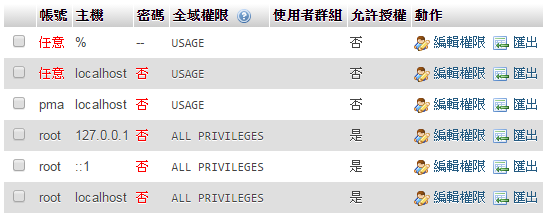 帳號 主機 密碼 全域權限 使用者群組 允許授權 動作
任意 % -- USAGE 否 編輯權限 匯出
任意 localhost 否 USAGE 否 編輯權限 匯出
pma localhost 否 USAGE 否 編輯權限 匯出
root 127.0.0.1 否 ALL PRIVILEGES 是 編輯權限 匯出
root ::1 否 ALL PRIVILEGES 是 編輯權限 匯出
root localhost 否 ALL PRIVILEGES 是 編輯權限 匯出